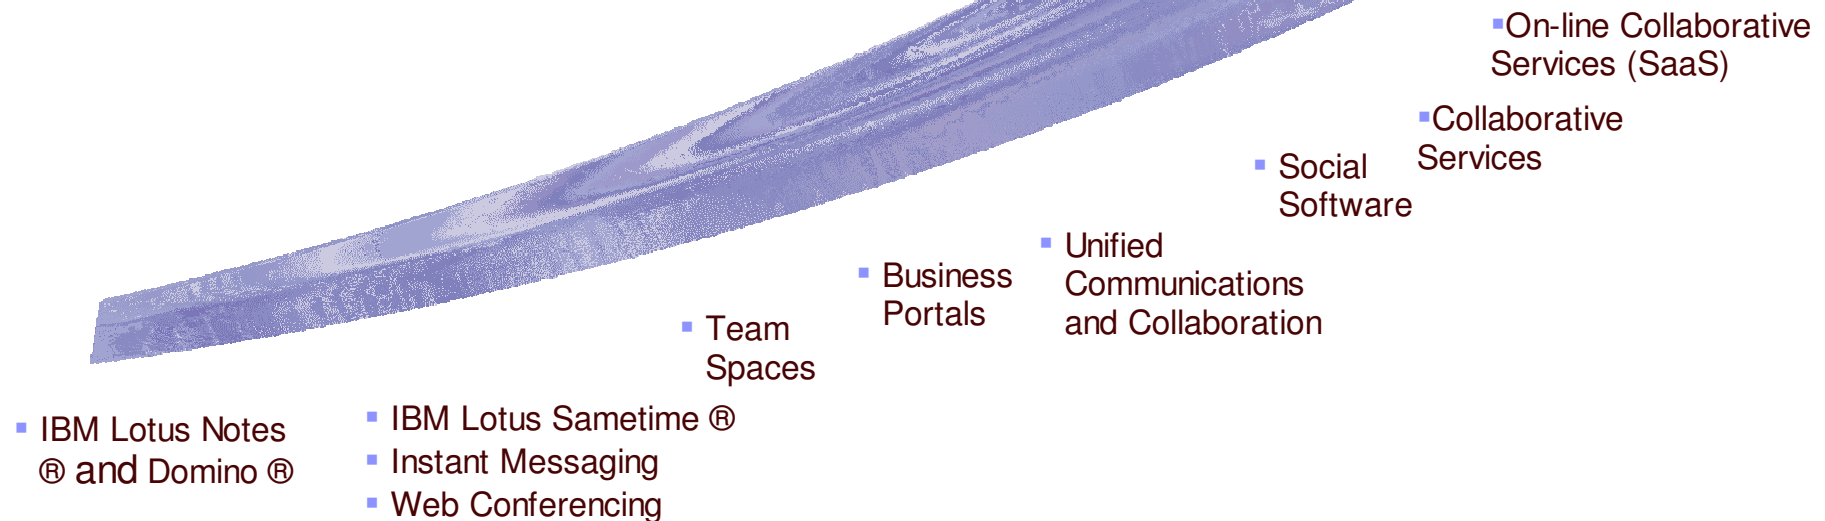 On-line Collaborative
Services (SaaS)
Collaborative
Services
Social
Software
Unified
Communications
and Collaboration
Business
Portals
Team
Spaces
IBM Lotus Sametime ®
Instant Messaging
Web Conferencing
IBM Lotus Notes
® and Domino ®